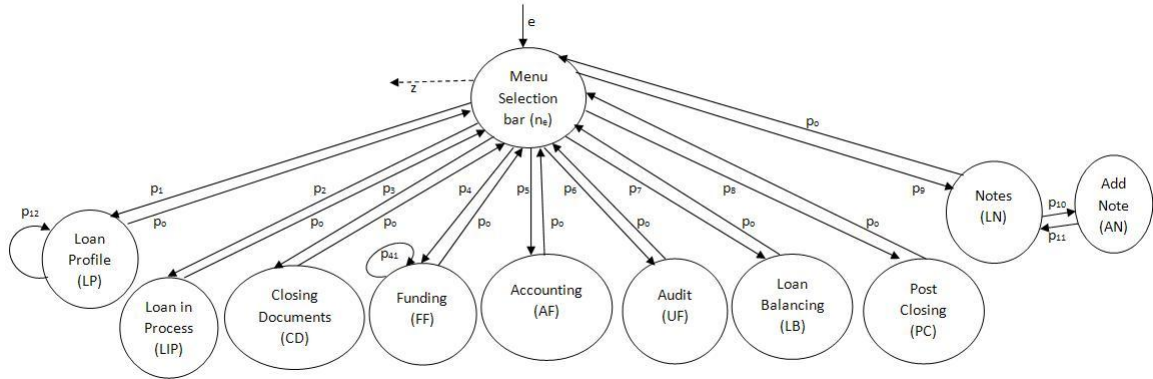 e
Menu
Selection
bar (nₑ)
z
p₀
p₁
p₂
p₃
p₄
p₅
p₆
p₇
p₈
p₉
p₁₂
p₀
p₀
p₀
p₀
p₀
p₀
p₀
p₀
p₁₀
p₁₁
p₄₁
Loan
Profile
(LP)
Loan in
Process
(LIP)
Closing
Documents
(CD)
Funding
(FF)
Accounting
(AF)
Audit
(UF)
Loan
Balancing
(LB)
Post
Closing
(PC)
Notes
(LN)
Add
Note
(AN)